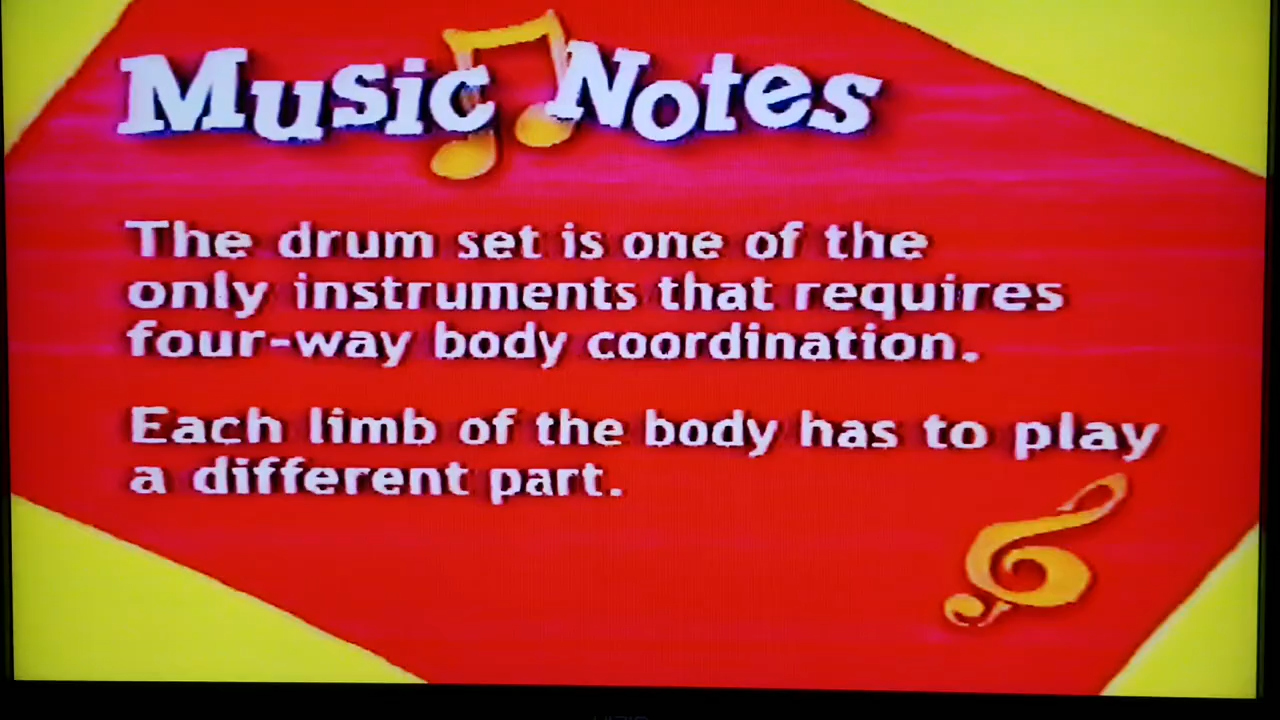 Music Notes
The drum set is one of the
only instruments that requires
four-way body coordination.
Each limb of the body has to play
a different part.